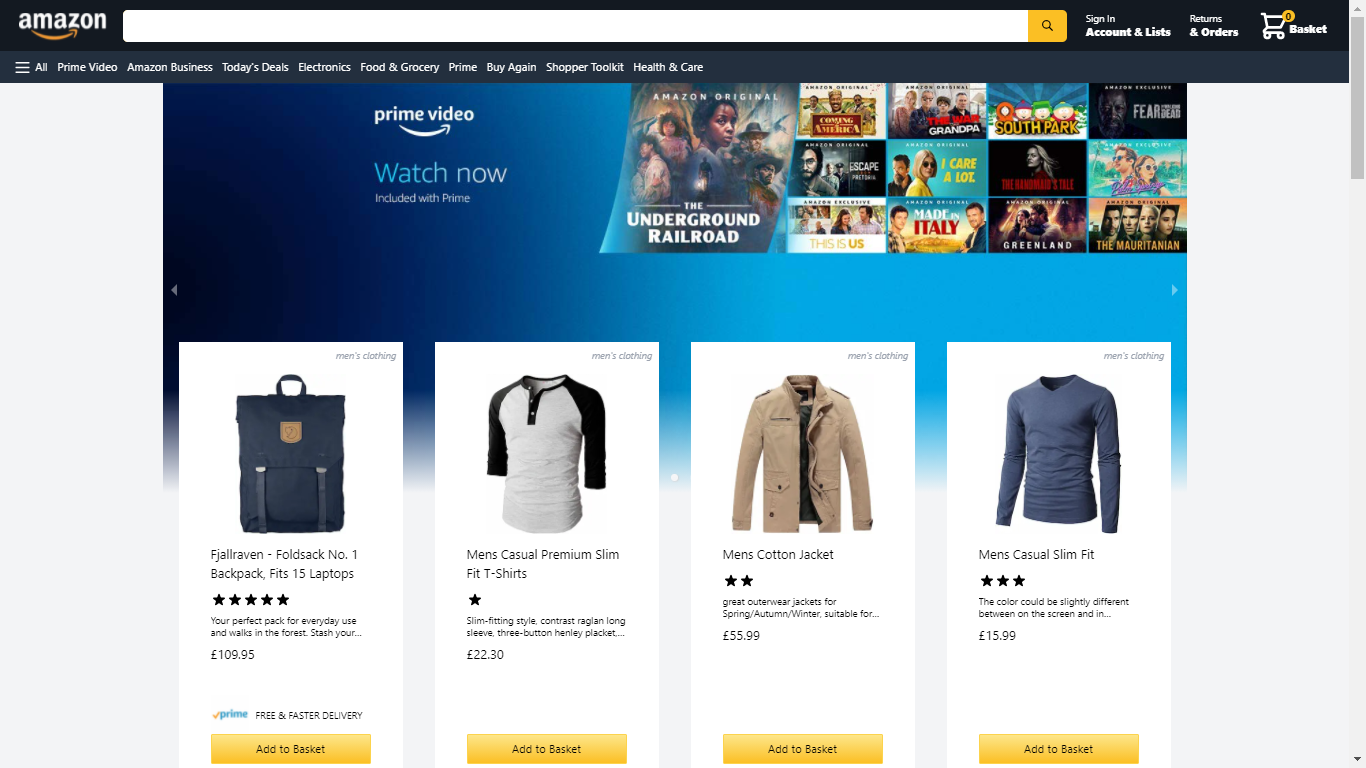 amazon
Sign In
Account & Lists
Returns
& Orders
0
Basket
All Prime Video Amazon Business Today's Deals Electronics Food & Grocery Prime Buy Again Shopper Toolkit Health & Care
prime video
Watch now
Included with Prime
AMAZON ORIGINAL
THE
UNDERGROUND
RAILROAD
AMAZON ORIGINAL
COMING
AMERICA
AMAZON ORIGINAL
THE WAR
GRANDPA
SOUTH PARK
AMAZON EXCLUSIVE
FEAR DEAD
AMAZON ORIGINAL
ESCAPE
PRETORIA
AMAZON ORIGINAL
I CARE
A LOT.
THE HANDMAID'S TALE
AMAZON EXCLUSIVE
AMAZON EXCLUSIVE
THIS IS US
AMAZON ORIGINAL
MADE IN
ITALY
AMAZON ORIGINAL
GREENLAND
AMAZON ORIGINAL
THE MAURITANIAN
men's clothing
Fjallraven - Foldsack No. 1
Backpack, Fits 15 Laptops
Your perfect pack for everyday use
and walks in the forest. Stash your...
£109.95
prime FREE & FASTER DELIVERY
Add to Basket
men's clothing
Mens Casual Premium Slim
Fit T-Shirts
Slim-fitting style, contrast raglan long
sleeve, three-button henley placket,...
£22.30
Add to Basket
men's clothing
Mens Cotton Jacket
great outerwear jackets for
Spring/Autumn/Winter, suitable for...
£55.99
Add to Basket
men's clothing
Mens Casual Slim Fit
The color could be slightly different
between on the screen and in...
£15.99
Add to Basket